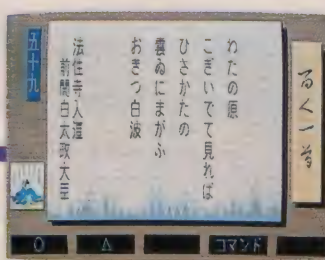 一首
わたの原
こぎいでて見れば
ひさかたの
雲ゐにまがふ
おきつ白波
法性寺入道
前関白太政大臣
五十九
○ △ コマンド